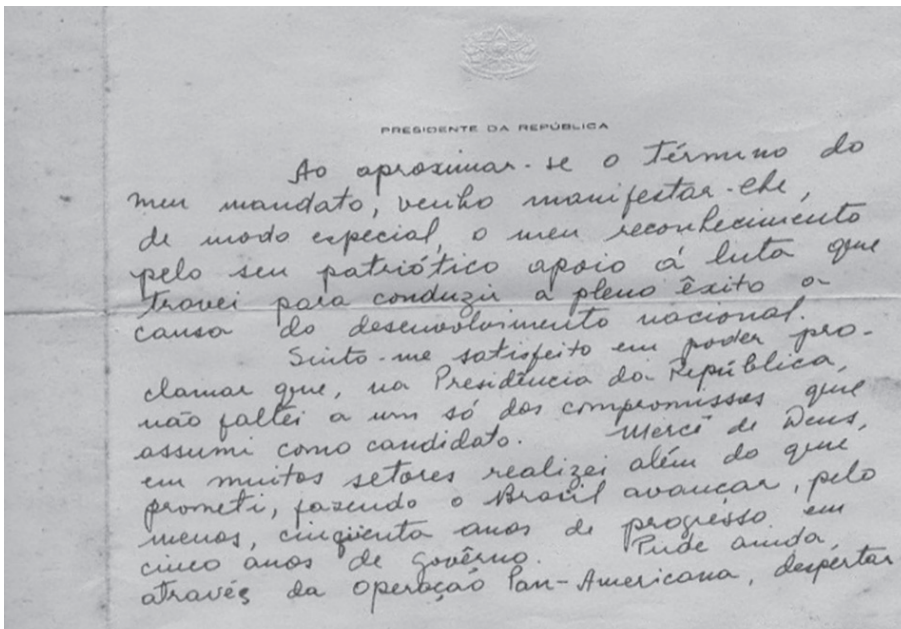 PRESIDENTE DA REPÚBLICA
Ao aproximar-se o término do
meu mandato, venho manifestar-lhe,
de modo especial, o meu reconhecimento
pelo seu patriótico apoio á luta que
travei para conduzir a pleno êxito a
causa do desenvolvimento nacional.
Sinto-me satisfeito em poder pro-
clamar que, na Presidência da República,
não faltei a um só dos compromissos que
assumi como candidato. Mercê de Deus,
em muitos setores realizei além do que
prometi, fazendo o Brasil avançar, pelo
menos, cinqüenta anos de progresso em
cinco anos de govêrno. Pude ainda,
através da Operação Pan-Americana, despertar